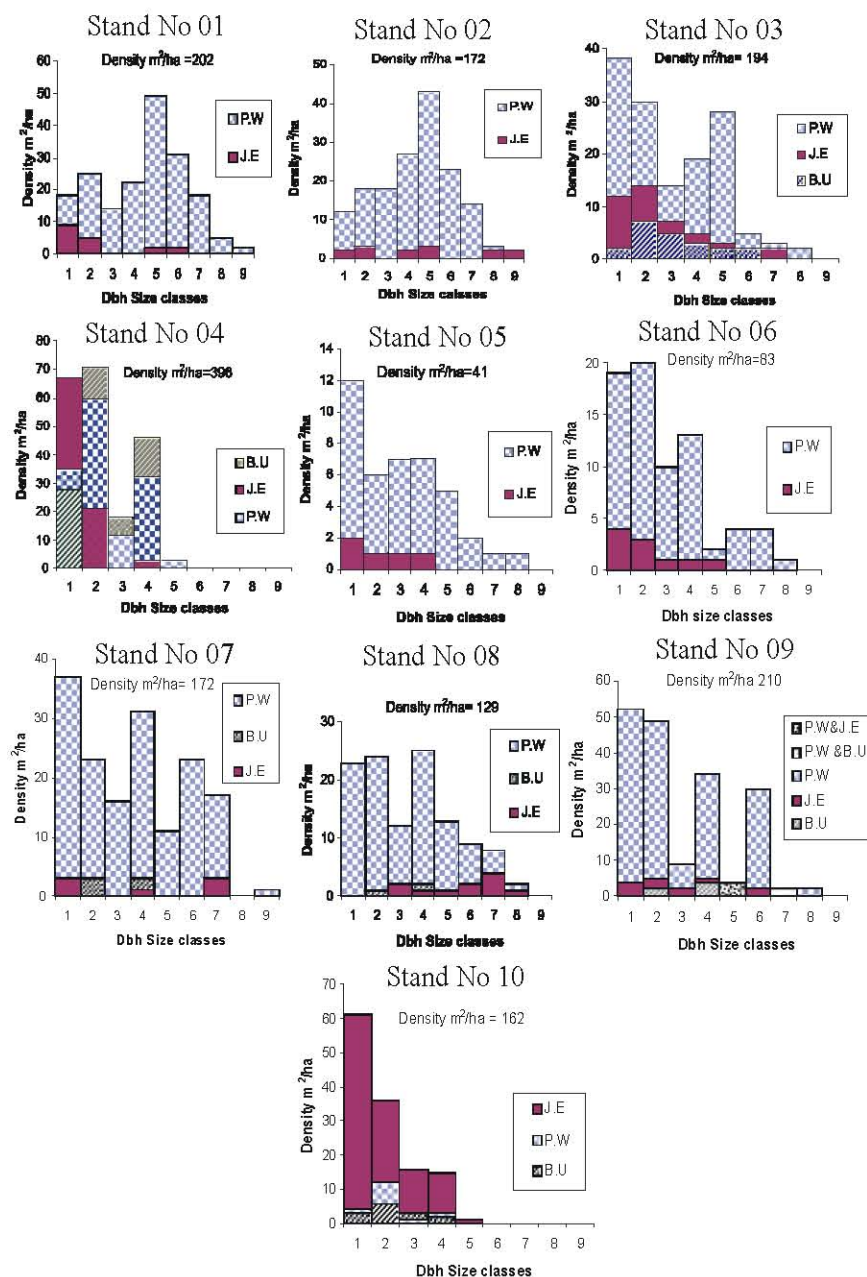 Stand No 01
Density m²/ha =202
60
50
40
30
20
10
0
Density m²/ha
1 2 3 4 5 6 7 8 9
Dbh Size classes
P.W
J.E
Stand No 02
Density m²/ha =172
50
40
30
20
10
0
Density m²/ha
1 2 3 4 5 6 7 8 9
Dbh Size calsses
P.W
J.E
Stand No 03
Density m²/ha= 194
40
30
20
10
0
Density m²/ha
1 2 3 4 5 6 7 8 9
Dbh Size classes
P.W
J.E
B.U
Stand No 04
Density m²/ha=396
80
70
60
50
40
30
20
10
0
Density m²/ha
1 2 3 4 5 6 7 8 9
Dbh Size classes
B.U
J.E
P.W
Stand No 05
Density m²/ha=41
14
12
10
8
6
4
2
0
Density m²/ha
1 2 3 4 5 6 7 8 9
Dbh Size classes
P.W
J.E
Stand No 06
Density m²/ha=83
20
15
10
5
0
Density m²/ha
1 2 3 4 5 6 7 8 9
Dbh size classes
P.W
J.E
Stand No 07
Density m²/ha= 172
40
30
20
10
0
Density m²/ha
1 2 3 4 5 6 7 8 9
Dbh Size classes
P.W
B.U
J.E
Stand No 08
Density m²/ha= 129
30
20
10
0
Density m²/ha
1 2 3 4 5 6 7 8 9
Dbh Size classes
P.W
B.U
J.E
Stand No 09
Density m²/ha 210
60
50
40
30
20
10
0
Density m²/ha
1 2 3 4 5 6 7 8 9
Dbh Size classes
P.W&J.E
P.W &B.U
P.W
J.E
B.U
Stand No 10
Density m²/ha = 162
70
60
50
40
30
20
10
0
Density m²/ha
1 2 3 4 5 6 7 8 9
Dbh Size classes
J.E
P.W
B.U